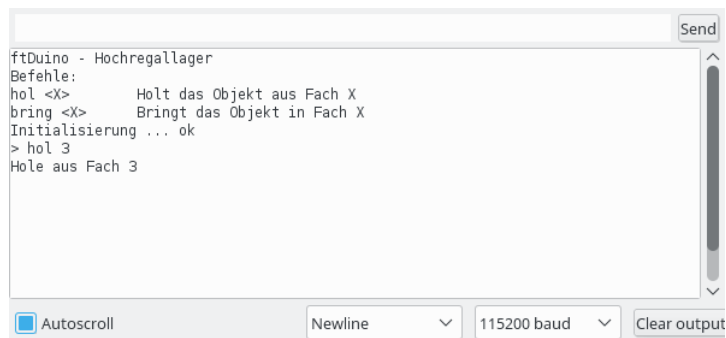 Send
ftDuino - Hochregallager
Befehle:
hol <X>        Holt das Objekt aus Fach X
bring <X>      Bringt das Objekt in Fach X
Initialisierung ... ok
> hol 3
Hole aus Fach 3
Autoscroll Newline 115200 baud Clear output